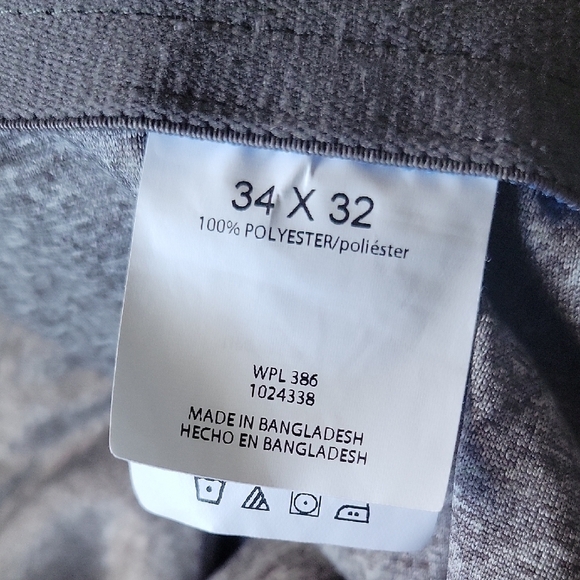 34 X 32
100% POLYESTER/poliéster
WPL 386
1024338
MADE IN BANGLADESH
HECHO EN BANGLADESH